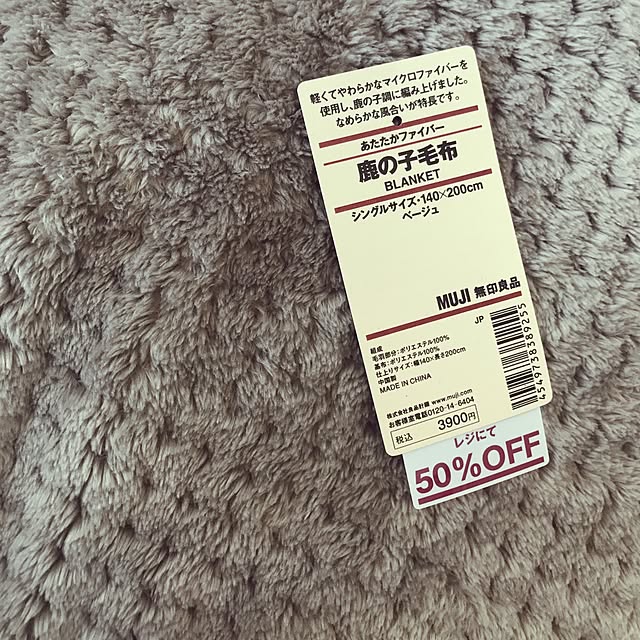 軽くてやわらかなマイクロファイバーを
使用し、鹿の子調に編み上げました。
なめらかな風合いが特長です。
あたたかファイバー
鹿の子毛布
BLANKET
シングルサイズ・140×200cm
ベージュ
MUJI 無印良品
JP
組成
毛羽部分:ポリエステル100%
基布:ポリエステル100%
仕上りサイズ:幅140×長さ200cm
中国製
MADE IN CHINA
株式会社良品計画 www.muji.com
お客様室電話0120-14-6404
税込 3900円
4549738389255
レジにて
50%OFF